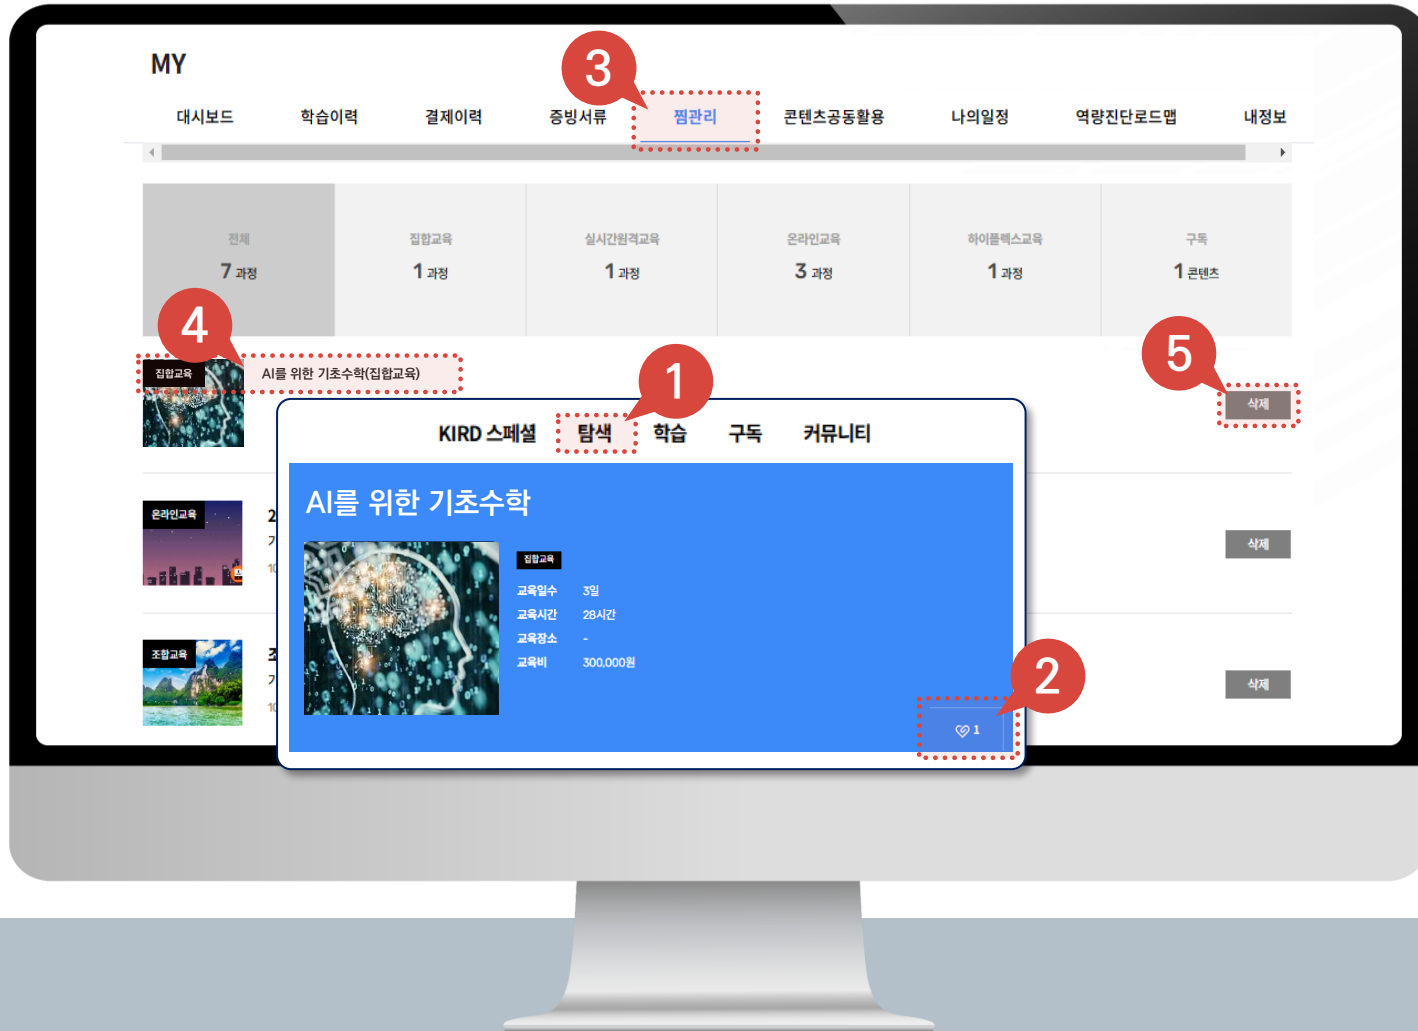 MY
3
대시보드 학습이력 결제이력 증빙서류 찜관리 콘텐츠공동활용 나의일정 역량진단로드맵 내정보
전체 집합교육 실시간원격교육 온라인교육 하이플렉스교육 구독
7 과정 1 과정 1 과정 3 과정 1 과정 1 콘텐츠
4
5
집합교육 AI를 위한 기초수학(집합교육)
삭제
1
KIRD 스페셜 탐색 학습 구독 커뮤니티
AI를 위한 기초수학
집합교육
교육일수 3일
교육시간 28시간
교육장소 -
교육비 300,000원
2
1
온라인교육
2
기
10
삭제
조합교육
조
기
10
삭제